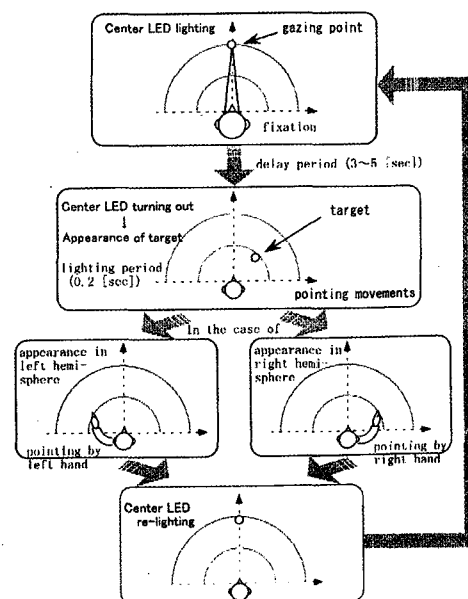 Center LED lighting
gazing point
fixation
delay period (3～5 [sec])
Center LED turning out
↓
Appearance of target
target
lighting period
(0.2 [sec])
pointing movements
In the case of
appearance in
left hemi-
sphere
pointing by
left hand
appearance in
right hemi-
sphere
pointing by
right hand
Center LED
re-lighting